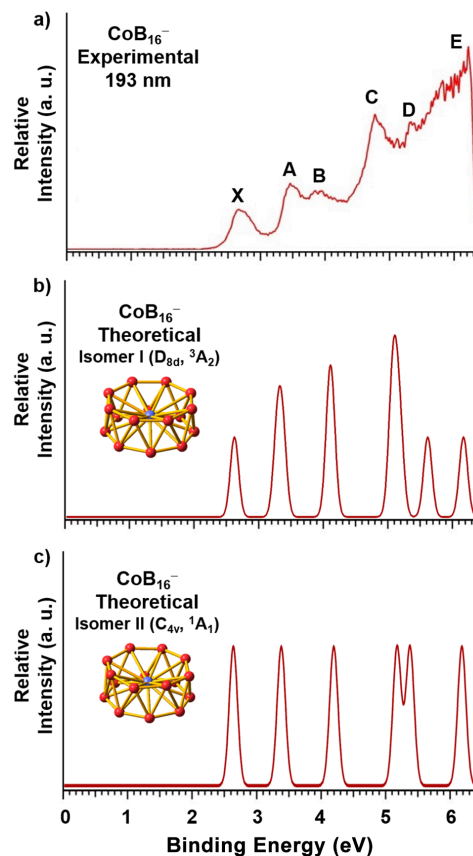 a)
CoB₁₆⁻
Experimental
193 nm
X
A
B
C
D
E
Relative
Intensity (a. u.)
b)
CoB₁₆⁻
Theoretical
Isomer I (D₈d, ³A₂)
Relative
Intensity (a. u.)
c)
CoB₁₆⁻
Theoretical
Isomer II (C₄ᵥ, ¹A₁)
Relative
Intensity (a. u.)
0 1 2 3 4 5 6
Binding Energy (eV)